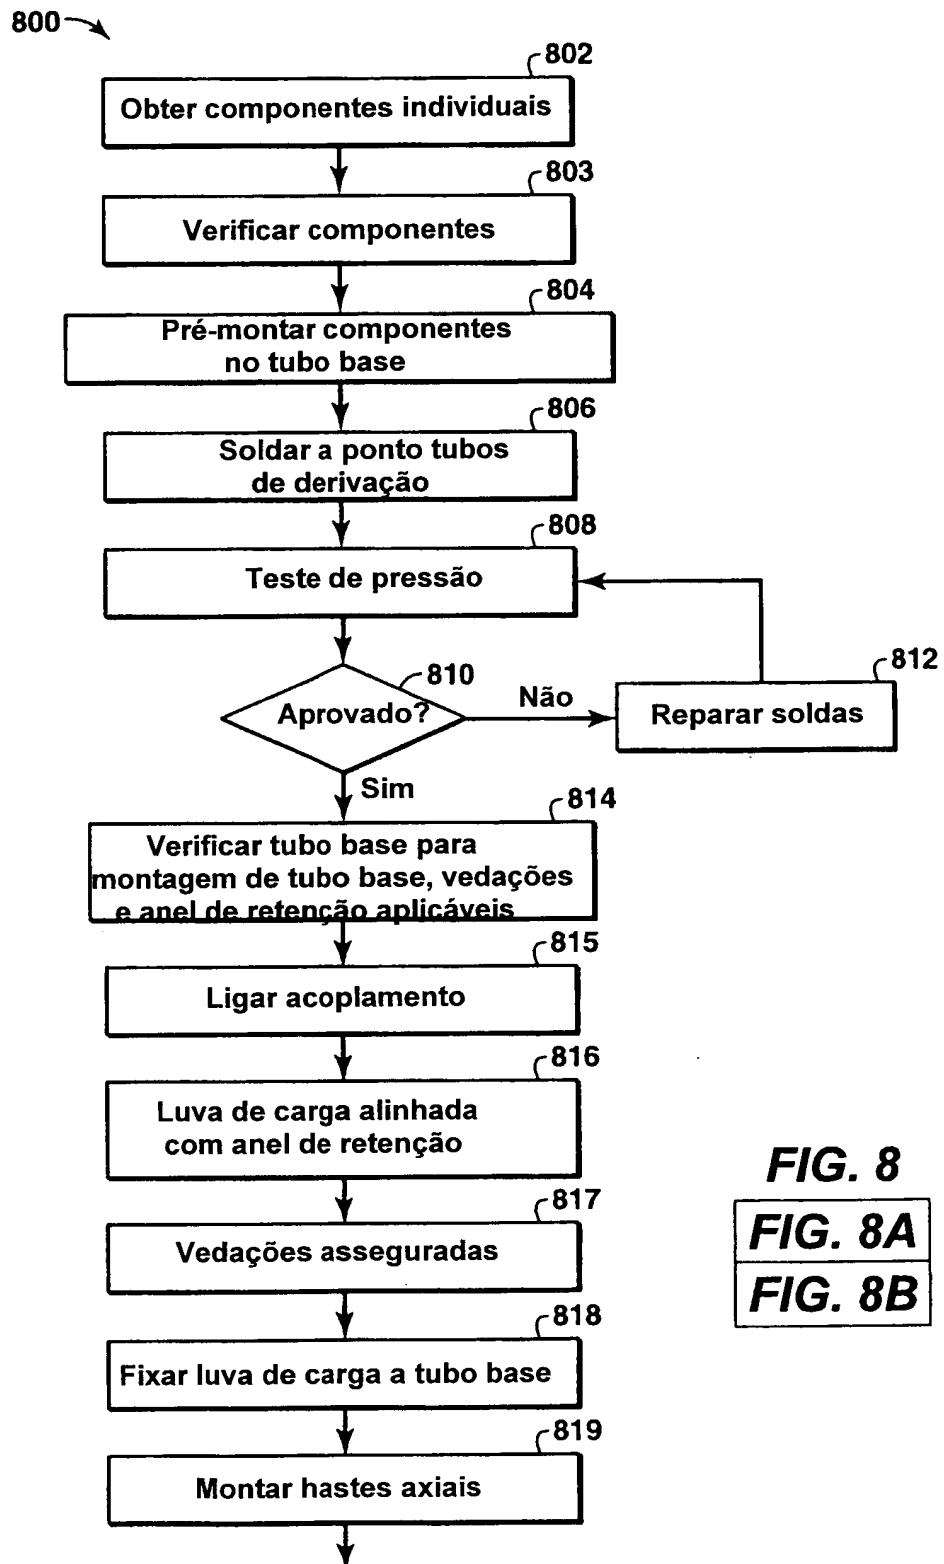 800
802
Obter componentes individuais
803
Verificar componentes
804
Pré-montar componentes
no tubo base
806
Soldar a ponto tubos
de derivação
808
Teste de pressão
810
Aprovado?
Não
812
Reparar soldas
Sim
814
Verificar tubo base para
montagem de tubo base, vedações
e anel de retenção aplicáveis
815
Ligar acoplamento
816
Luva de carga alinhada
com anel de retenção
817
Vedações asseguradas
818
Fixar luva de carga a tubo base
819
Montar hastes axiais
FIG. 8
FIG. 8A
FIG. 8B